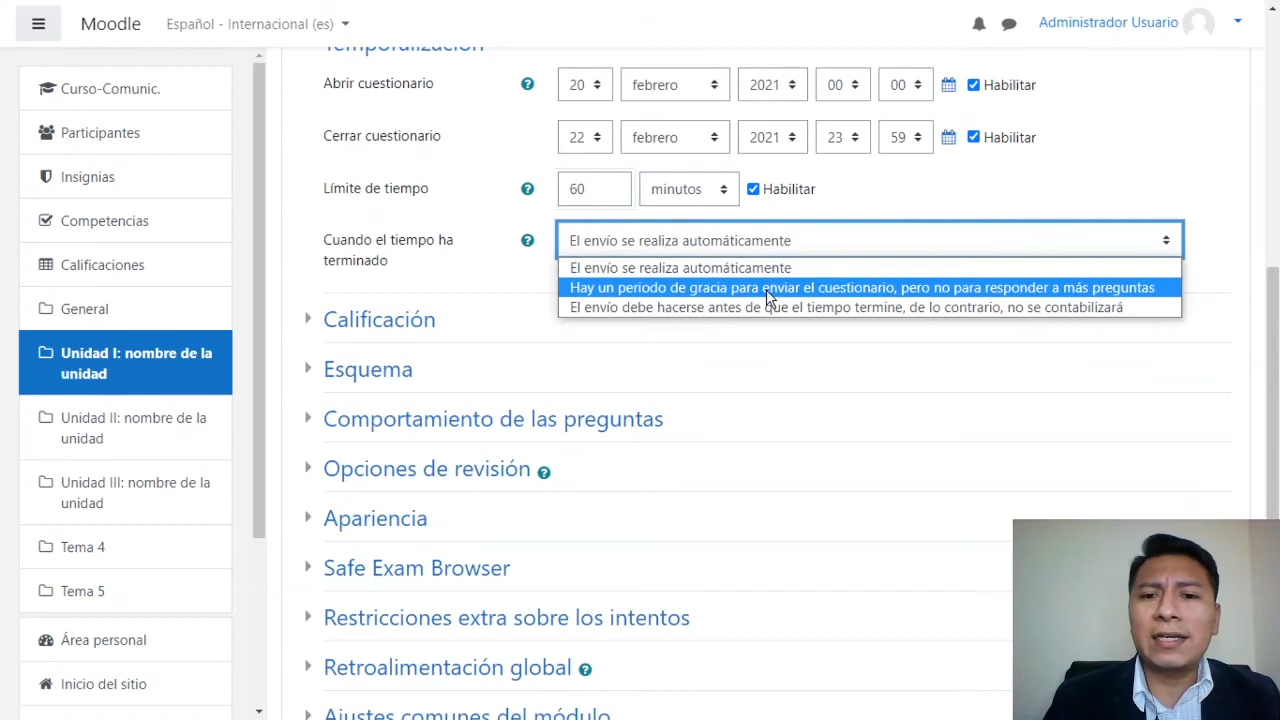 Moodle
Español - Internacional (es)
Administrador Usuario
Curso-Comunic.
Participantes
Insignias
Competencias
Calificaciones
General
Unidad I: nombre de la
unidad
Unidad II: nombre de la
unidad
Unidad III: nombre de la
unidad
Tema 4
Tema 5
Área personal
Inicio del sitio
Temporalización
Abrir cuestionario
20 febrero 2021 00 00 Habilitar
Cerrar cuestionario
22 febrero 2021 23 59 Habilitar
Límite de tiempo
60 minutos Habilitar
Cuando el tiempo ha
terminado
El envío se realiza automáticamente
El envío se realiza automáticamente
Hay un periodo de gracia para enviar el cuestionario, pero no para responder a más preguntas
El envío debe hacerse antes de que el tiempo termine, de lo contrario, no se contabilizará
Calificación
Esquema
Comportamiento de las preguntas
Opciones de revisión
Apariencia
Safe Exam Browser
Restricciones extra sobre los intentos
Retroalimentación global
Ajustes comunes del módulo